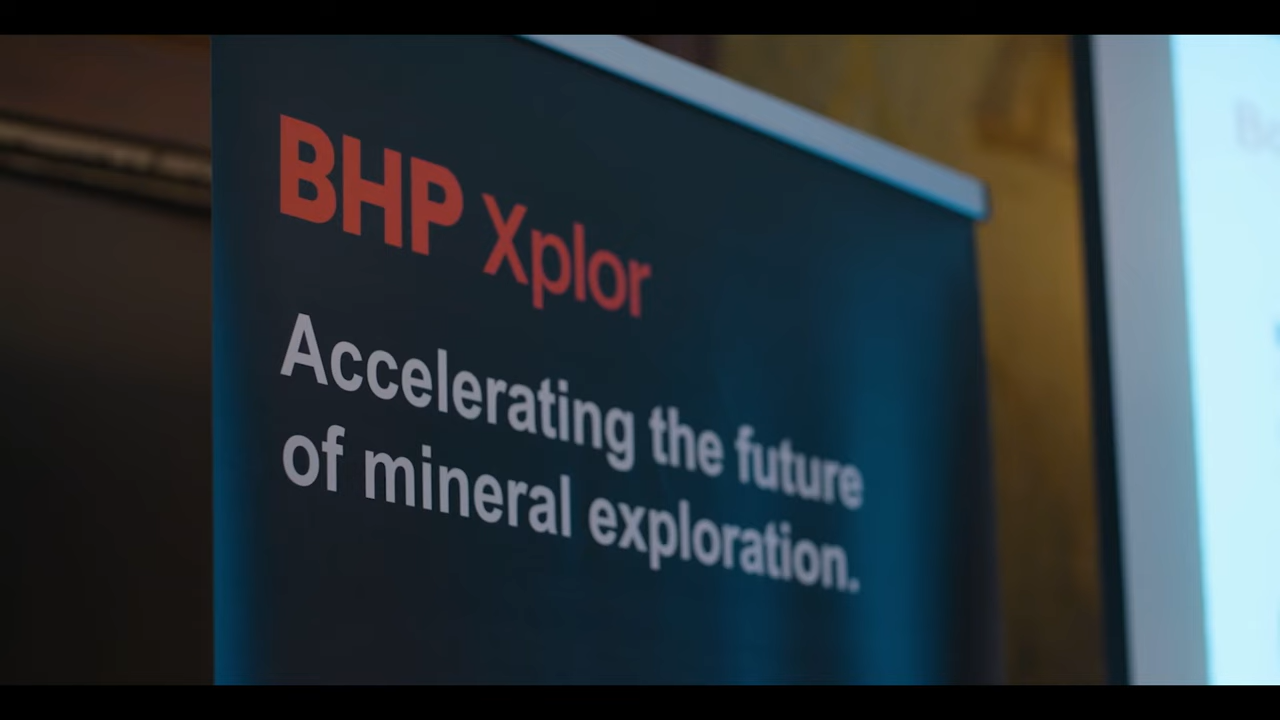 BHP Xplor
Accelerating the future
of mineral exploration.